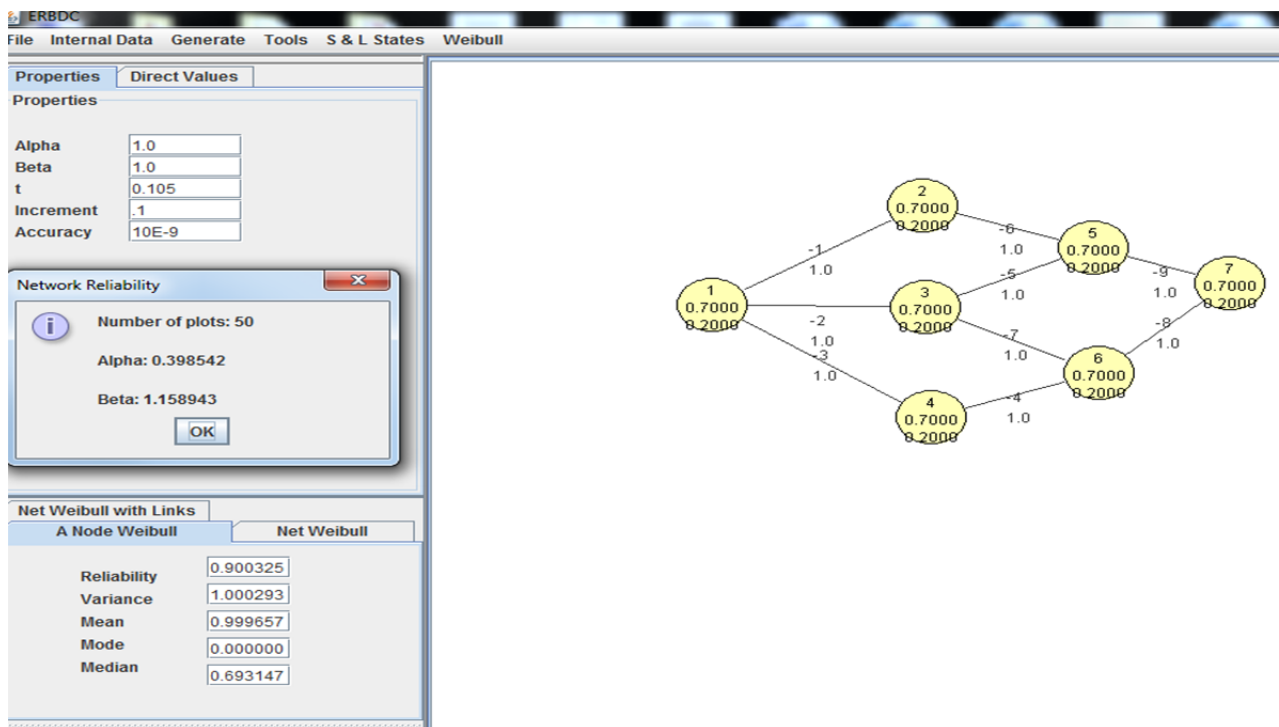 ERBDC
File Internal Data Generate Tools S & L States Weibull
Properties Direct Values
Properties
Alpha 1.0
Beta 1.0
t 0.105
Increment .1
Accuracy 10E-9
Network Reliability
Number of plots: 50
Alpha: 0.398542
Beta: 1.158943
OK
Net Weibull with Links
A Node Weibull Net Weibull
Reliability 0.900325
Variance 1.000293
Mean 0.999657
Mode 0.000000
Median 0.693147
1
0.7000
0.2000
2
0.7000
0.2000
3
0.7000
0.2000
4
0.7000
0.2000
5
0.7000
0.2000
6
0.7000
0.2000
7
0.7000
0.2000
-1
1.0
-2
1.0
-3
1.0
-6
1.0
-5
1.0
-7
1.0
-4
1.0
-9
1.0
-8
1.0